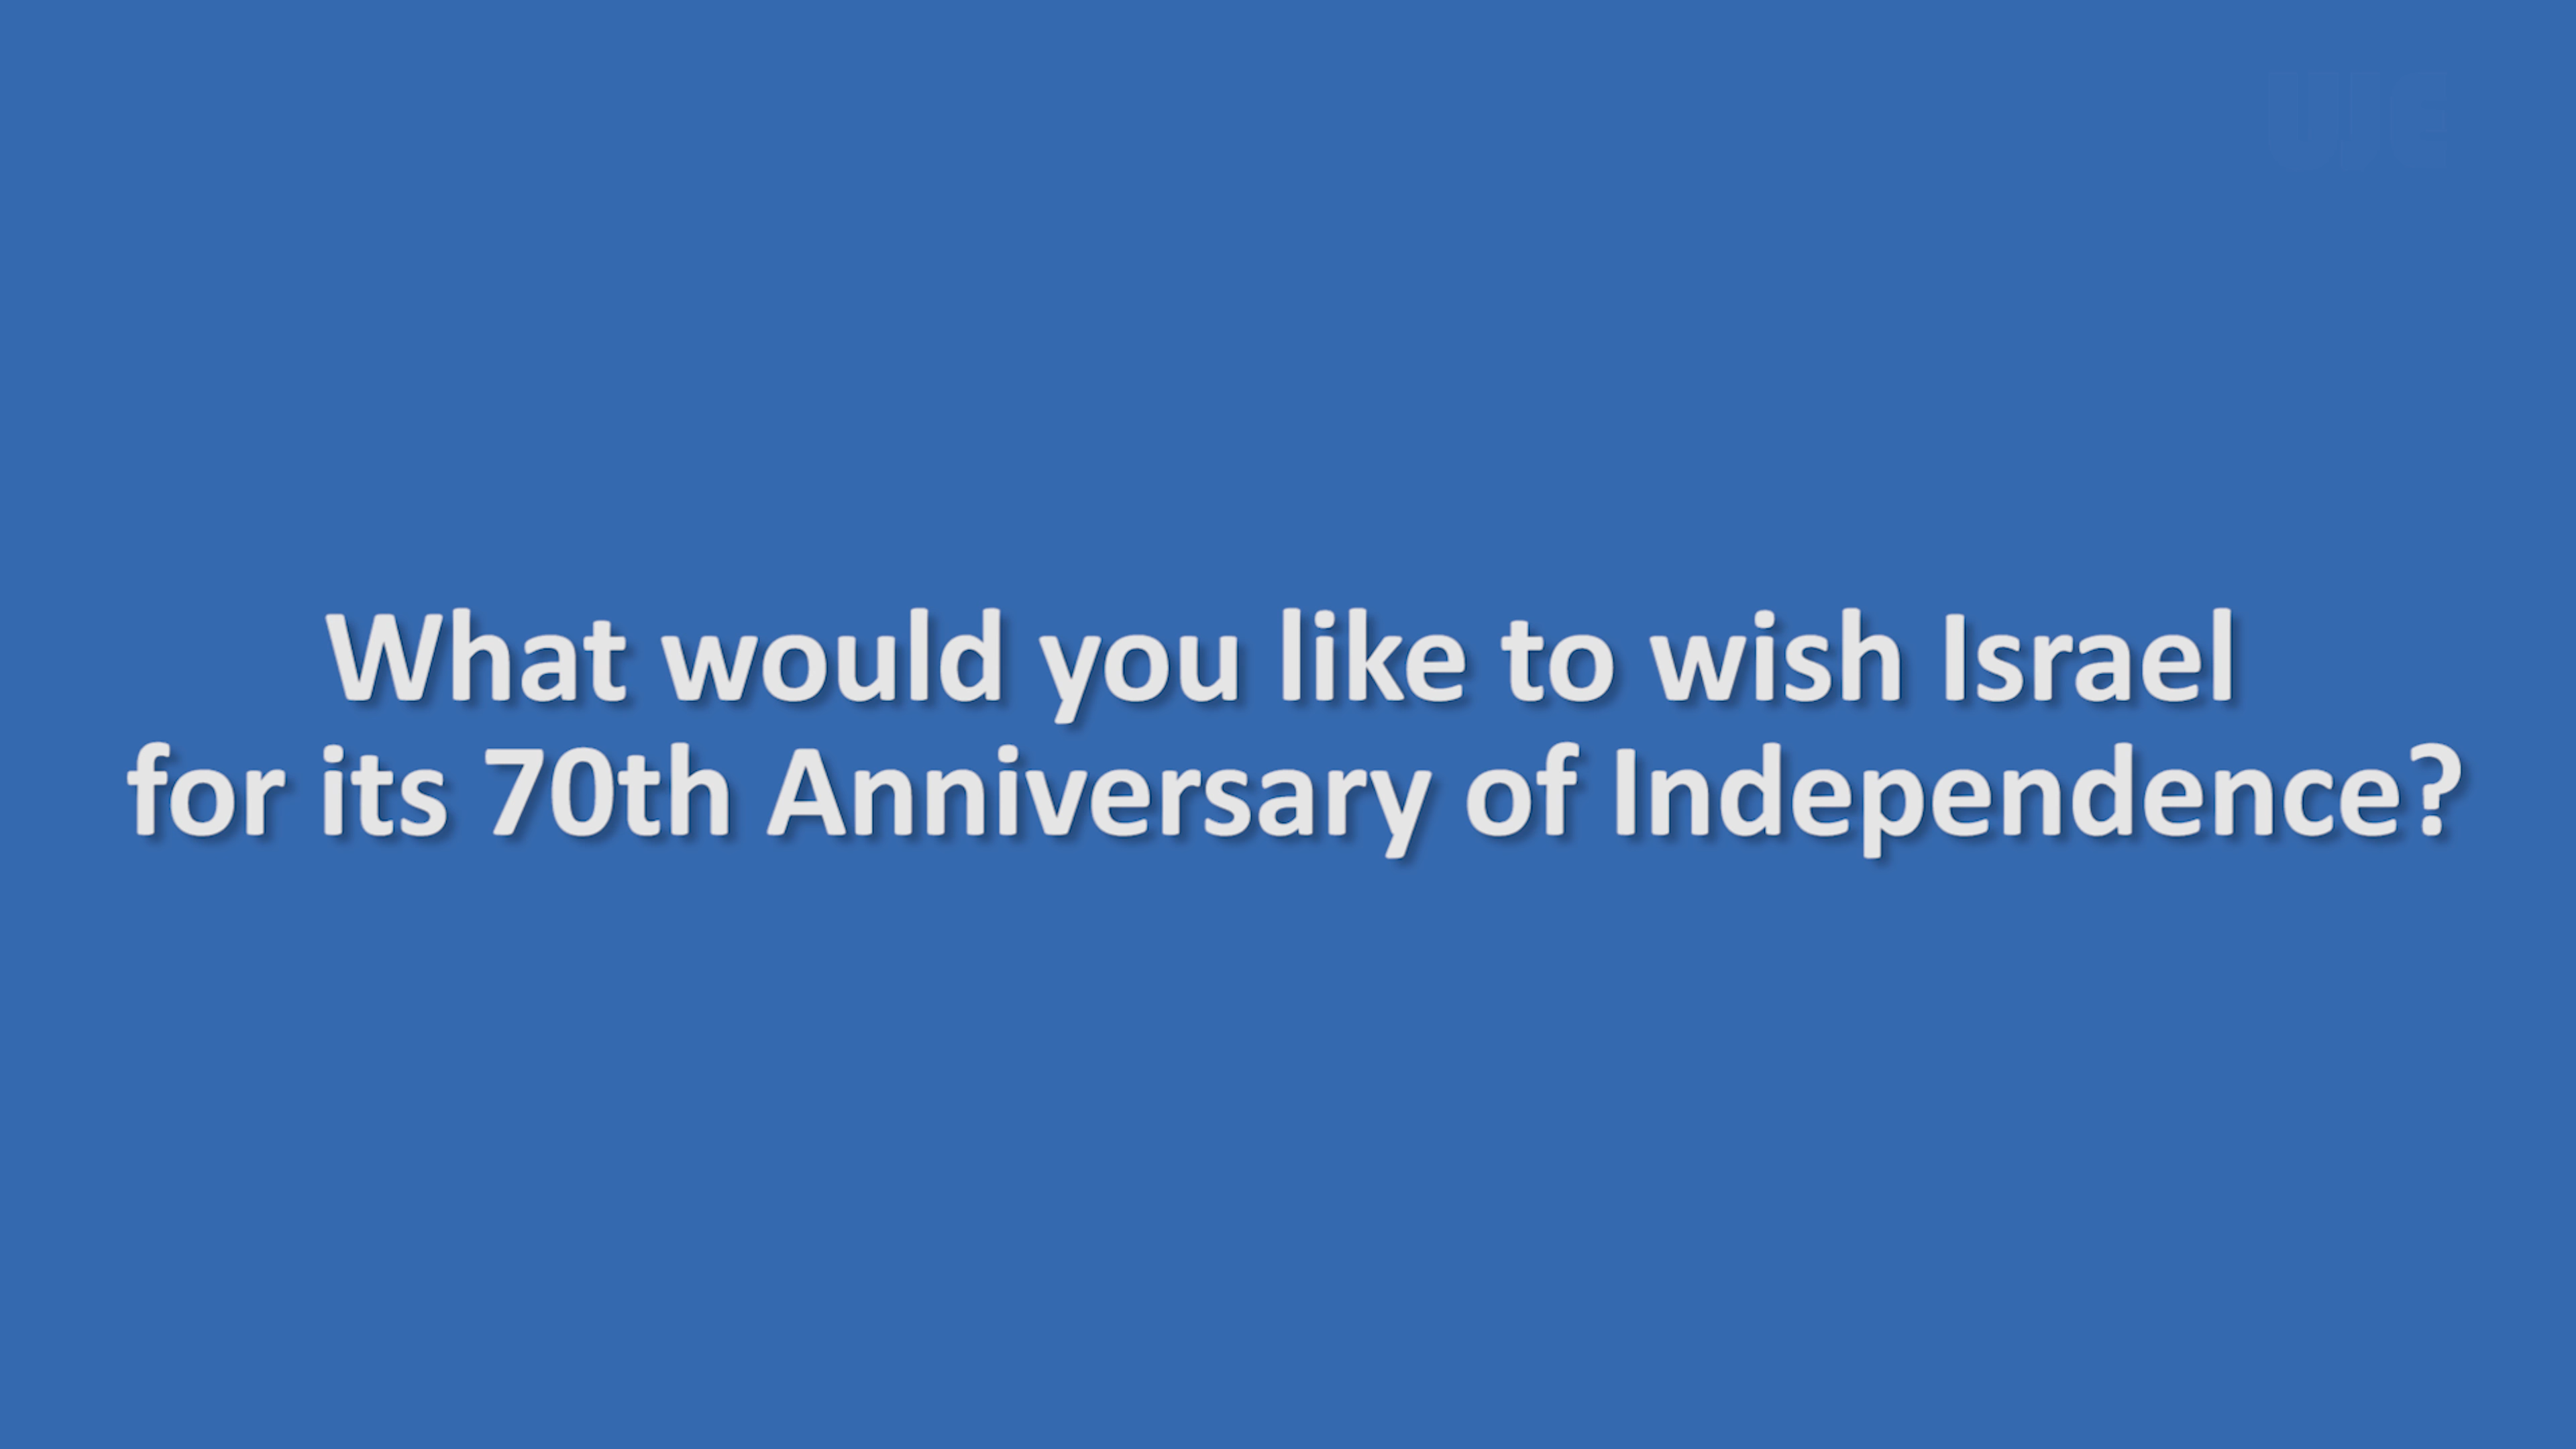 What would you like to wish Israel
for its 70th Anniversary of Independence?